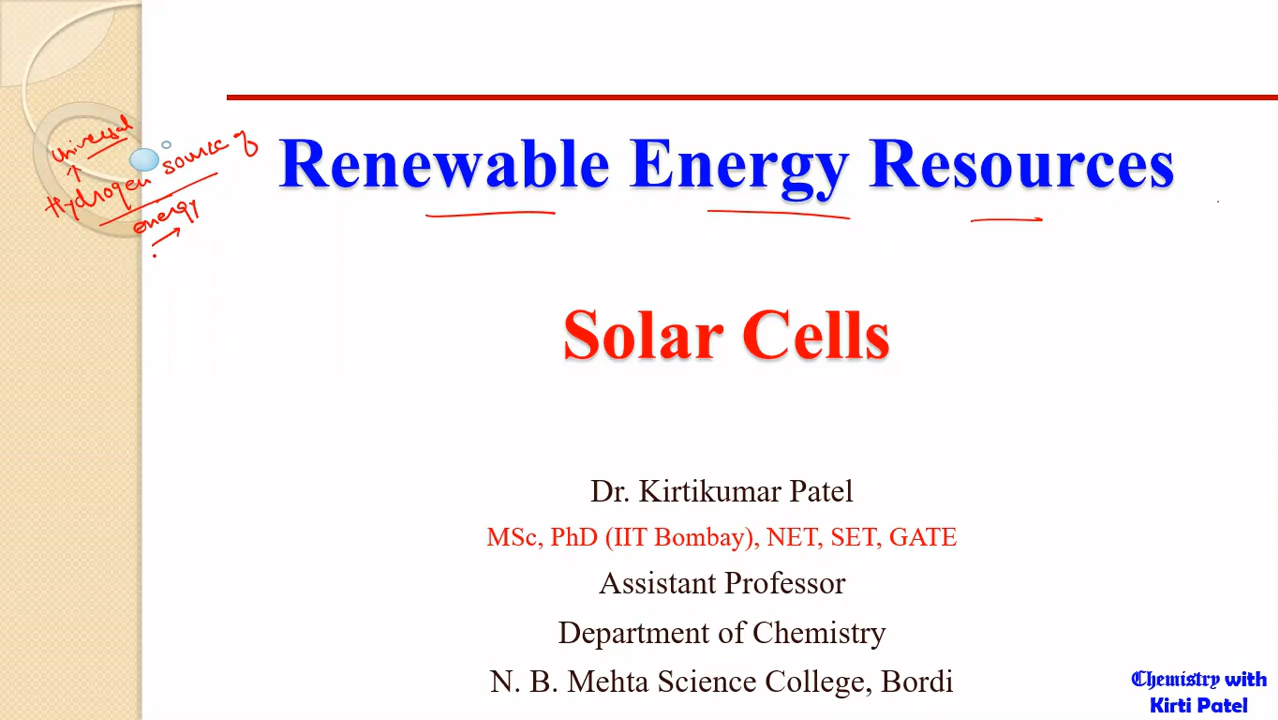 universal
Hydrogen source of
energy
Renewable Energy Resources
Solar Cells
Dr. Kirtikumar Patel
MSc, PhD (IIT Bombay), NET, SET, GATE
Assistant Professor
Department of Chemistry
N. B. Mehta Science College, Bordi
Chemistry with
Kirti Patel